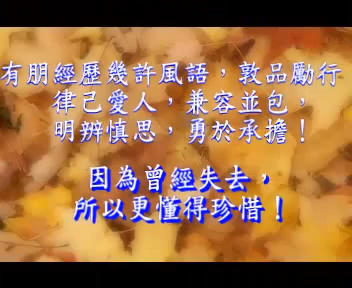 有朋經歷幾許風語，敦品勵行
律己愛人，兼容並包，
明辨慎思，勇於承擔！
因為曾經失去，
所以更懂得珍惜！